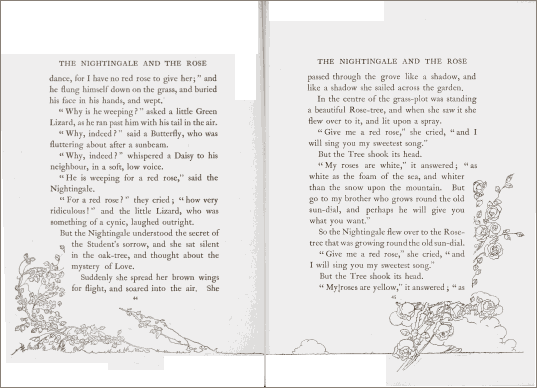 THE NIGHTINGALE AND THE ROSE
dance, for I have no red rose to give her;" and
he flung himself down on the grass, and buried
his face in his hands, and wept.
"Why is he weeping?" asked a little Green
Lizard, as he ran past him with his tail in the air.
"Why, indeed?" said a Butterfly, who was
fluttering about after a sunbeam.
"Why, indeed?" whispered a Daisy to his
neighbour, in a soft, low voice.
"He is weeping for a red rose," said the
Nightingale.
"For a red rose?" they cried; "how very
ridiculous!" and the little Lizard, who was
something of a cynic, laughed outright.
But the Nightingale understood the secret of
the Student's sorrow, and she sat silent
in the oak-tree, and thought about the
mystery of Love.
Suddenly she spread her brown wings
for flight, and soared into the air. She
44
THE NIGHTINGALE AND THE ROSE
passed through the grove like a shadow, and
like a shadow she sailed across the garden.
In the centre of the grass-plot was standing
a beautiful Rose-tree, and when she saw it she
flew over to it, and lit upon a spray.
"Give me a red rose," she cried, "and I
will sing you my sweetest song."
But the Tree shook its head.
"My roses are white," it answered; "as
white as the foam of the sea, and whiter
than the snow upon the mountain. But
go to my brother who grows round the old
sun-dial, and perhaps he will give you
what you want."
So the Nightingale flew over to the Rose-
tree that was growing round the old sun-dial.
"Give me a red rose," she cried, "and
I will sing you my sweetest song."
But the Tree shook its head.
"My roses are yellow," it answered; "as
45